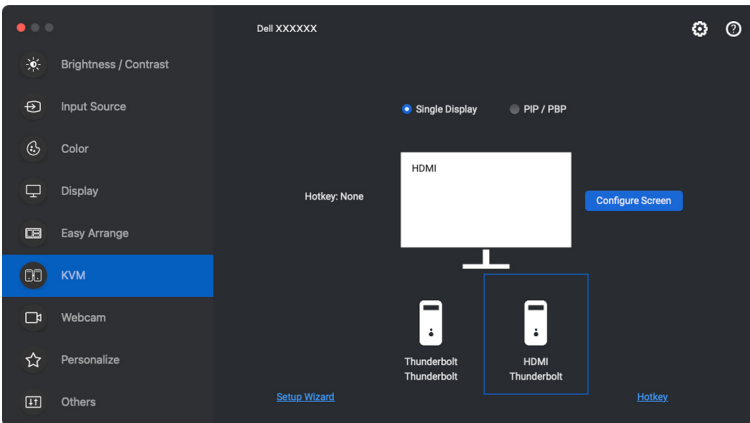 Dell XXXXXX
Brightness / Contrast
Input Source
Color
Display
Easy Arrange
KVM
Webcam
Personalize
Others
Single Display
PIP / PBP
HDMI
Hotkey: None
Configure Screen
Thunderbolt
Thunderbolt
HDMI
Thunderbolt
Setup Wizard
Hotkey